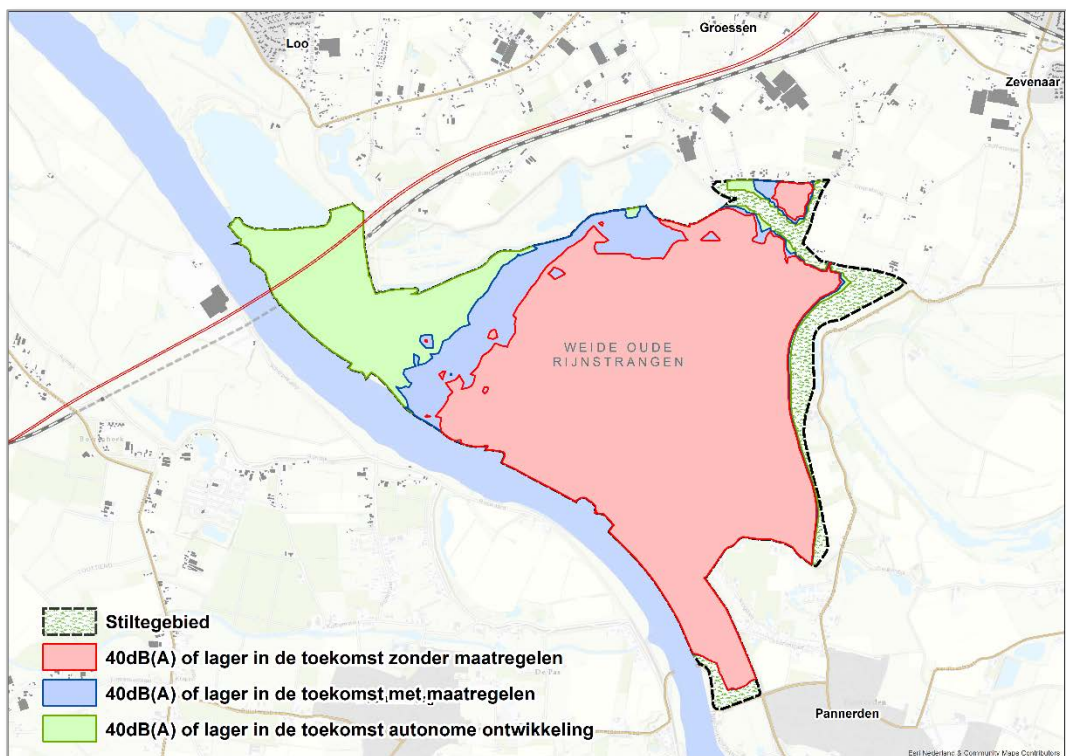 Loo
Groessen
Zevenaar
WEIDE OUDE
RIJNSTRANGEN
Stiltegebied
40dB(A) of lager in de toekomst zonder maatregelen
40dB(A) of lager in de toekomst met maatregelen
40dB(A) of lager in de toekomst autonome ontwikkeling
Pannerden
Esri Nederland & Community Maps Contributors